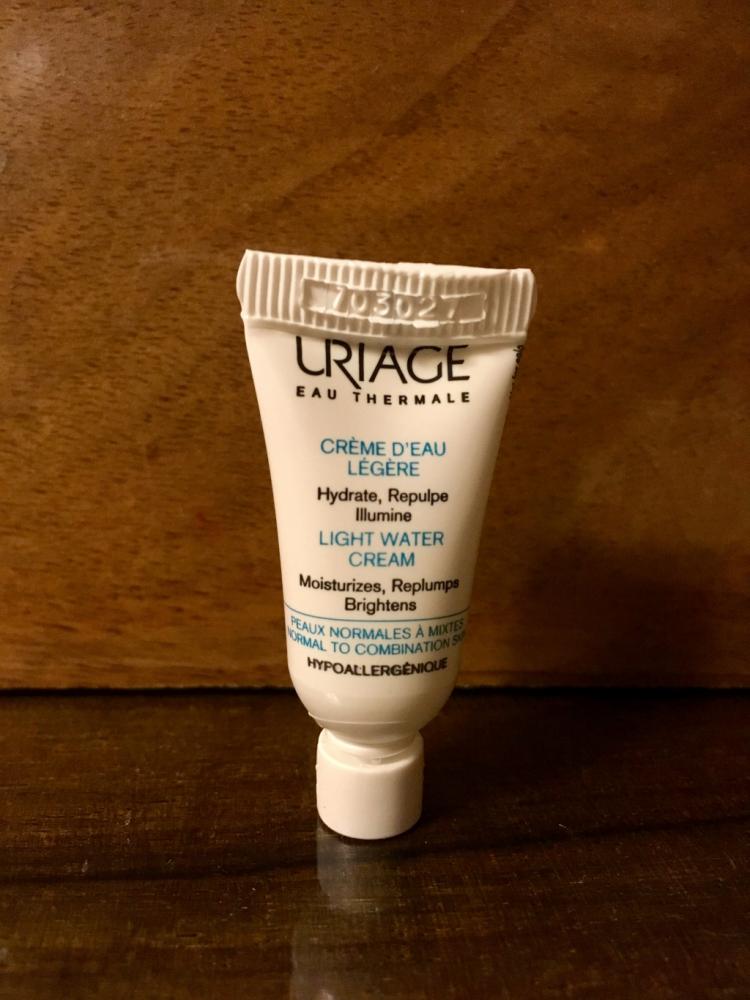 703027
URIAGE
EAU THERMALE
CRÈME D'EAU
LÉGÈRE
Hydrate, Repulpe
Illumine
LIGHT WATER
CREAM
Moisturizes, Replumps
Brightens
PEAUX NORMALES À MIXTES
NORMAL TO COMBINATION SKIN
HYPOALLERGÉNIQUE